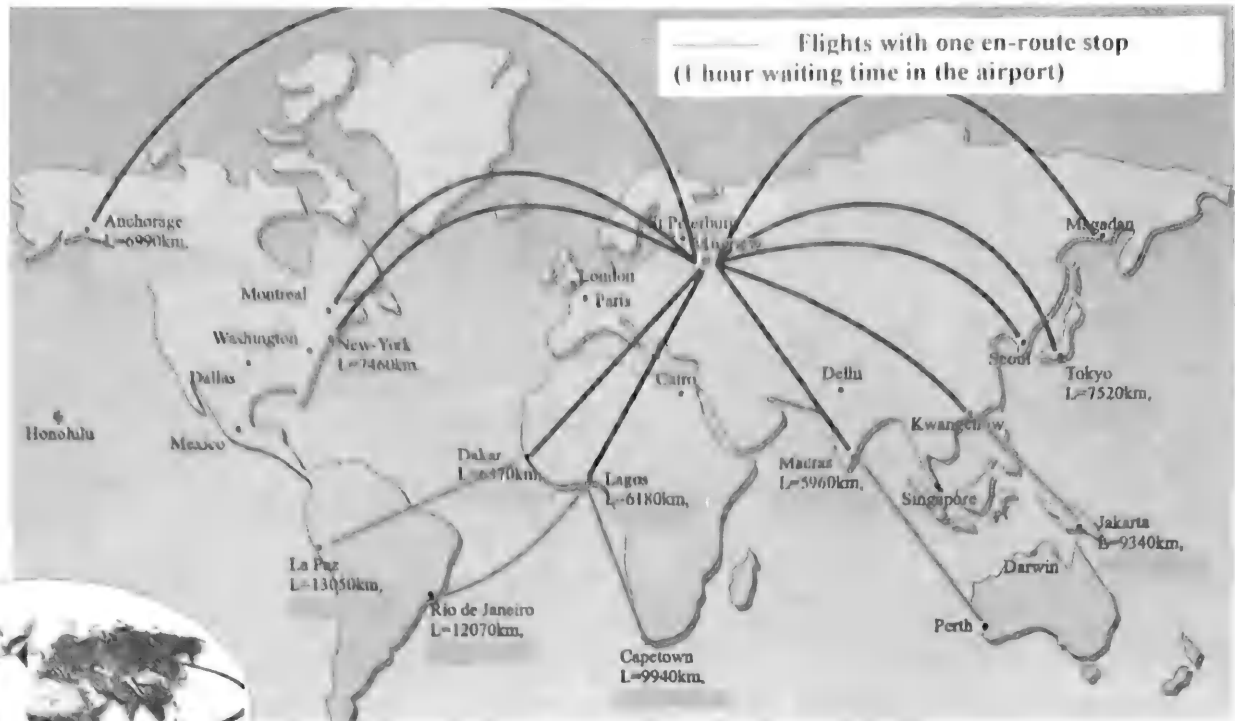 Flights with one en-route stop
(1 hour waiting time in the airport)
Anchorage
L=6990km,
Magadan
London
Paris
Montreal
Washington
New-York
L=7460km,
Dallas
Honolulu
Mexico
Cairo
Delhi
Seoul
Tokyo
L=7520km,
Kwangchow
Dakar
L=6370km,
Lagos
L=6180km,
Madras
L=5960km,
Singapore
Jakarta
L=9340km,
Darwin
La Paz
L=13050km,
Rio de Janeiro
L=12070km,
Perth
Capetown
L=9940km,